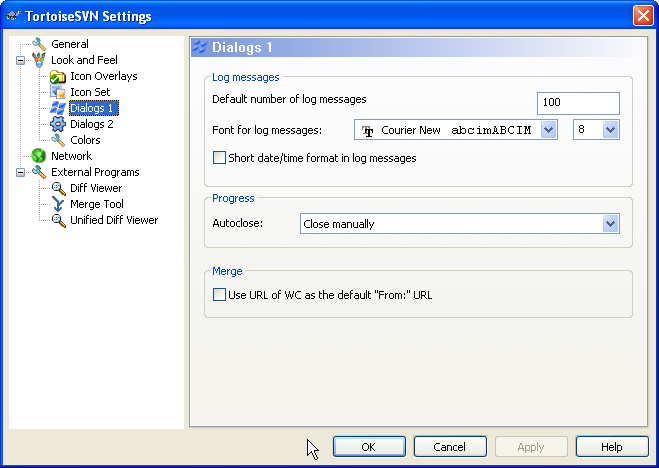 TortoiseSVN Settings
General
Look and Feel
Icon Overlays
Icon Set
Dialogs 1
Dialogs 2
Colors
Network
External Programs
Diff Viewer
Merge Tool
Unified Diff Viewer
Dialogs 1
Log messages
Default number of log messages
100
Font for log messages:
Courier New abcimABCIM
8
Short date/time format in log messages
Progress
Autoclose:
Close manually
Merge
Use URL of WC as the default "From:" URL
OK
Cancel
Apply
Help